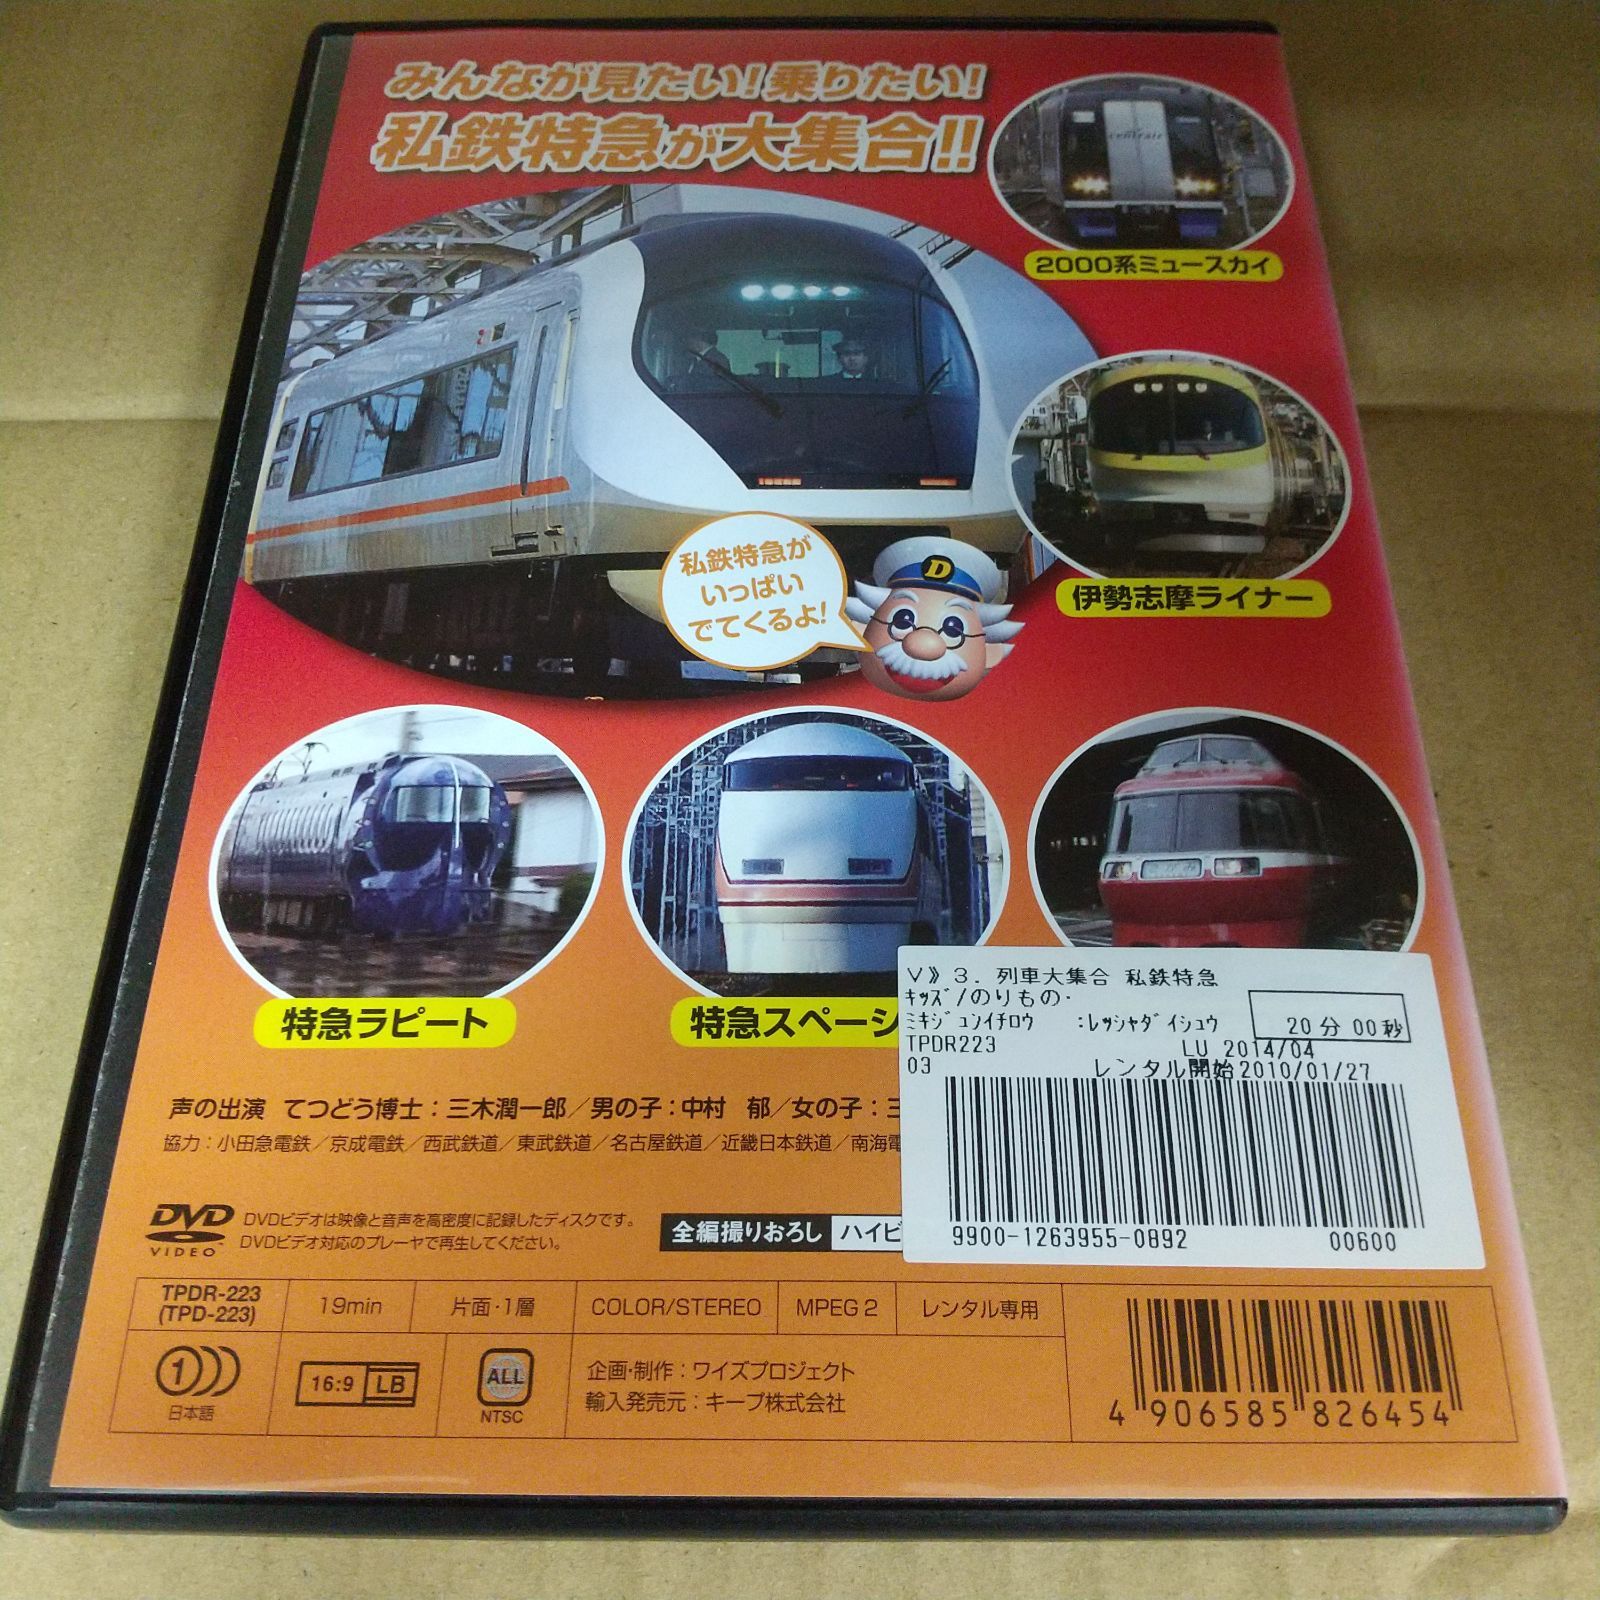 みんなが見たい!乗りたい!
私鉄特急が大集合!!
centrair
2000系ミュースカイ
伊勢志摩ライナー
私鉄特急が
いっぱい
でてくるよ!
D
特急ラピート
特急スペーシ
V》3. 列車大集合 私鉄特急
ｷｯｽﾞ/のりもの･
ﾐｷｼﾞｭﾝｲﾁﾛｳ :ﾚｯｼｬﾀﾞｲｼｭｳ
20分00秒
TPDR223
LU 2014/04
03
レンタル開始2010/01/27
9900-1263955-0892 00600
声の出演 てつどう博士:三木潤一郎/男の子:中村 郁/女の子:三
協力:小田急電鉄/京成電鉄/西武鉄道/東武鉄道/名古屋鉄道/近畿日本鉄道/南海電
DVD VIDEO
DVDビデオは映像と音声を高密度に記録したディスクです。
DVDビデオ対応のプレーヤで再生してください。
全編撮りおろし ハイビ
TPDR-223
(TPD-223)
19min
片面・1層
COLOR/STEREO
MPEG 2
レンタル専用
1
日本語
16:9 LB
ALL
NTSC
企画・制作:ワイズプロジェクト
輸入発売元:キープ株式会社
4 906585 826454